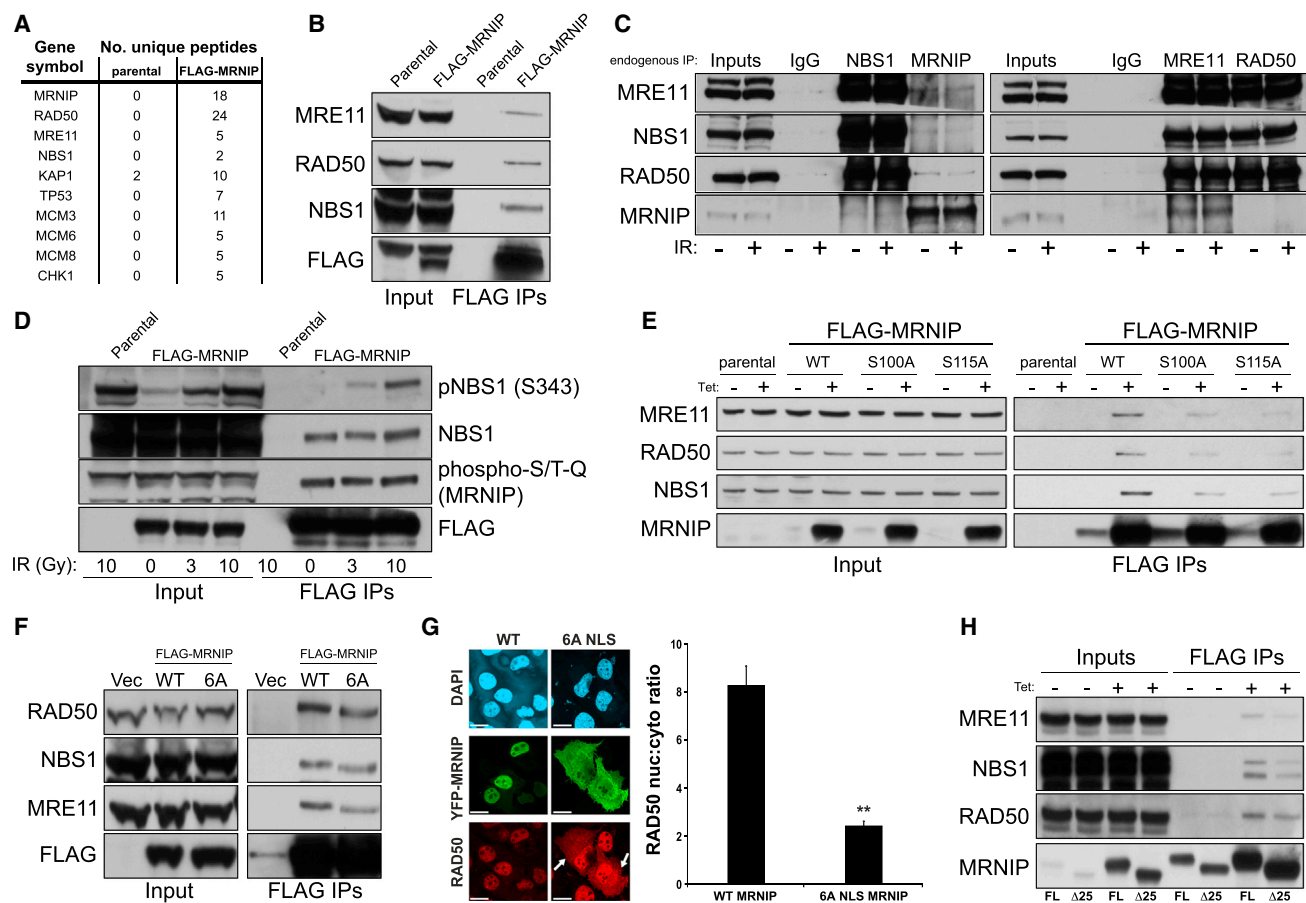 A
Gene symbol No. unique peptides
parental FLAG-MRNIP
MRNIP 0 18
RAD50 0 24
MRE11 0 5
NBS1 0 2
KAP1 2 10
TP53 0 7
MCM3 0 11
MCM6 0 5
MCM8 0 5
CHK1 0 5
B
Parental FLAG-MRNIP Parental FLAG-MRNIP
MRE11
RAD50
NBS1
FLAG
Input FLAG IPs
C
endogenous IP: Inputs IgG NBS1 MRNIP Inputs IgG MRE11 RAD50
MRE11
NBS1
RAD50
MRNIP
IR: - + - + - + - + - + - + - + - +
D
Parental FLAG-MRNIP Parental FLAG-MRNIP
pNBS1 (S343)
NBS1
phospho-S/T-Q
(MRNIP)
FLAG
IR (Gy): 10 0 3 10 10 0 3 10
Input FLAG IPs
E
FLAG-MRNIP FLAG-MRNIP
parental WT S100A S115A parental WT S100A S115A
Tet: - + - + - + - + - + - + - + - +
MRE11
RAD50
NBS1
MRNIP
Input FLAG IPs
F
FLAG-MRNIP FLAG-MRNIP
Vec WT 6A Vec WT 6A
RAD50
NBS1
MRE11
FLAG
Input FLAG IPs
G
WT 6A NLS
DAPI
YFP-MRNIP
RAD50
RAD50 nuc:cyto ratio
10
8
6
4
2
0
**
WT MRNIP 6A NLS MRNIP
H
Inputs FLAG IPs
Tet: - - + + - - + +
MRE11
NBS1
RAD50
MRNIP
FL Δ25 FL Δ25 FL Δ25 FL Δ25